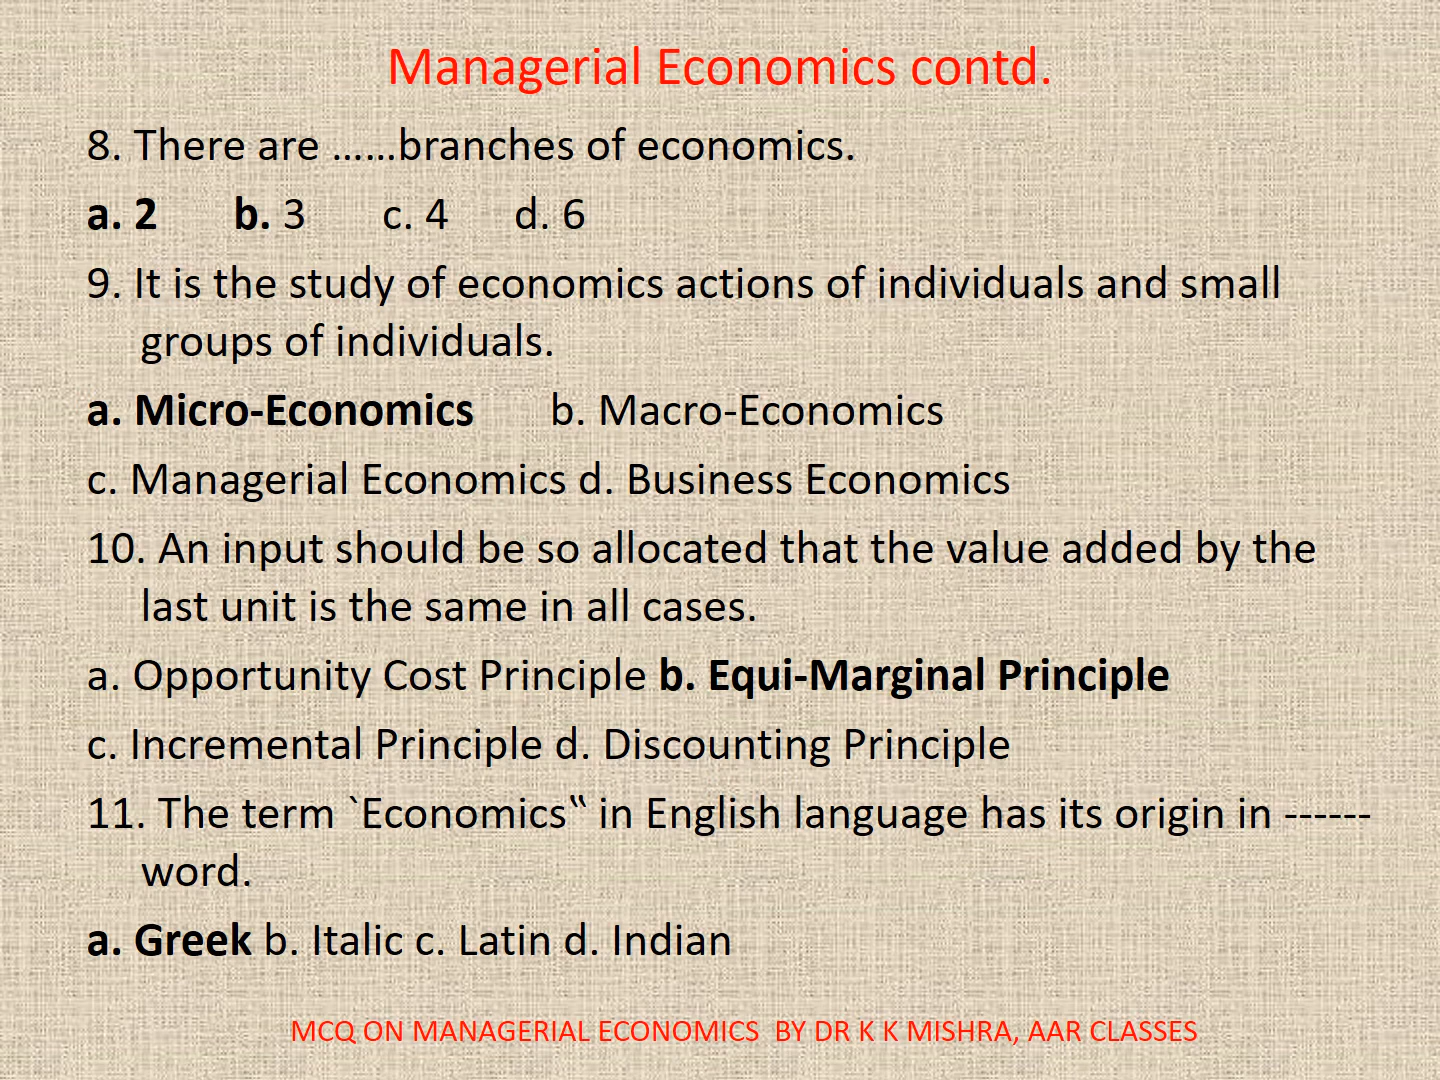 Managerial Economics contd.
8. There are ......branches of economics.
a. 2 b. 3 c. 4 d. 6
9. It is the study of economics actions of individuals and small
groups of individuals.
a. Micro-Economics b. Macro-Economics
c. Managerial Economics d. Business Economics
10. An input should be so allocated that the value added by the
last unit is the same in all cases.
a. Opportunity Cost Principle b. Equi-Marginal Principle
c. Incremental Principle d. Discounting Principle
11. The term `Economics‟ in English language has its origin in ------
word.
a. Greek b. Italic c. Latin d. Indian
MCQ ON MANAGERIAL ECONOMICS BY DR K K MISHRA, AAR CLASSES